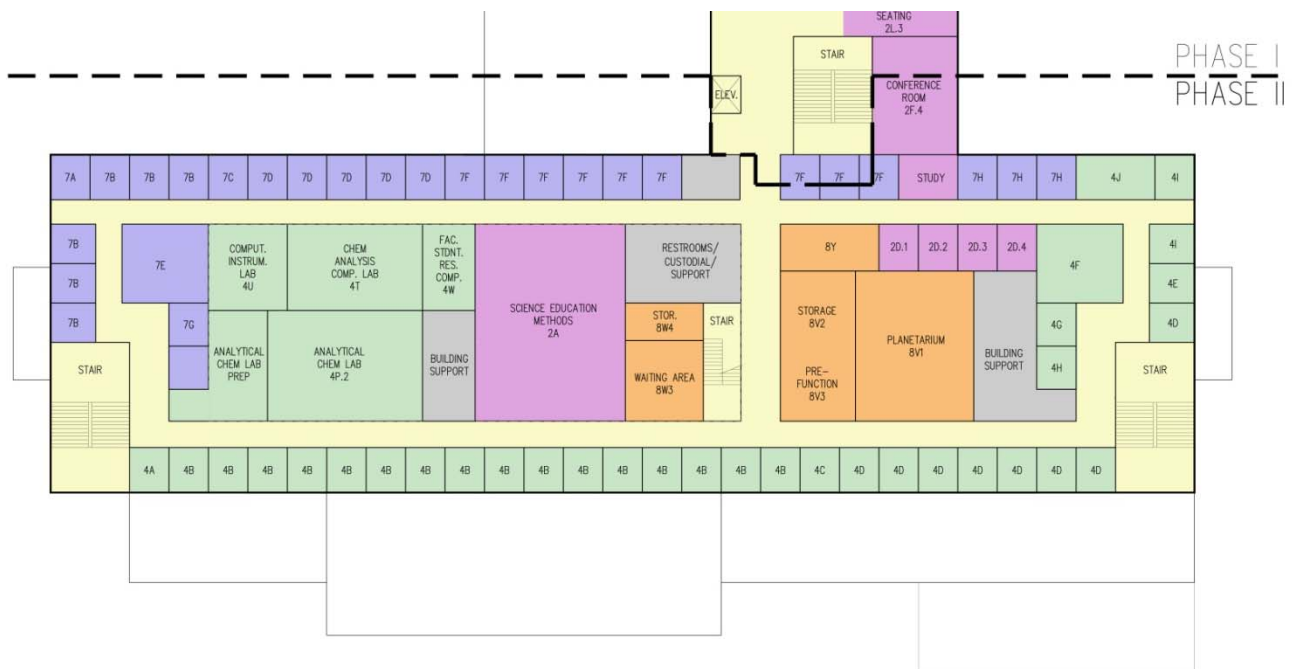 SEATING
2L.3
PHASE I
PHASE II
STAIR
ELEV.
CONFERENCE
ROOM
2F.4
7A 7B 7B 7B 7C 7D 7D 7D 7D 7D 7F 7F 7F 7F 7F 7F 7F 7F 7F STUDY 7H 7H 7H 4J 4I
7B
7B
7B
7E
7G
COMPUT.
INSTRUM.
LAB
4U
CHEM
ANALYSIS
COMP. LAB
4T
FAC.
STDNT.
RES.
COMP.
4W
SCIENCE EDUCATION
METHODS
2A
RESTROOMS/
CUSTODIAL/
SUPPORT
STOR.
8W4
STAIR
WAITING AREA
8W3
ANALYTICAL
CHEM LAB
PREP
ANALYTICAL
CHEM LAB
4P.2
BUILDING
SUPPORT
8Y
2D.1 2D.2 2D.3 2D.4
STORAGE
8V2
PRE-
FUNCTION
8V3
PLANETARIUM
8V1
BUILDING
SUPPORT
4F
4G
4H
4I
4E
4D
STAIR
STAIR
4A 4B 4B 4B 4B 4B 4B 4B 4B 4B 4B 4B 4B 4B 4B 4B 4B 4C 4D 4D 4D 4D 4D 4D 4D